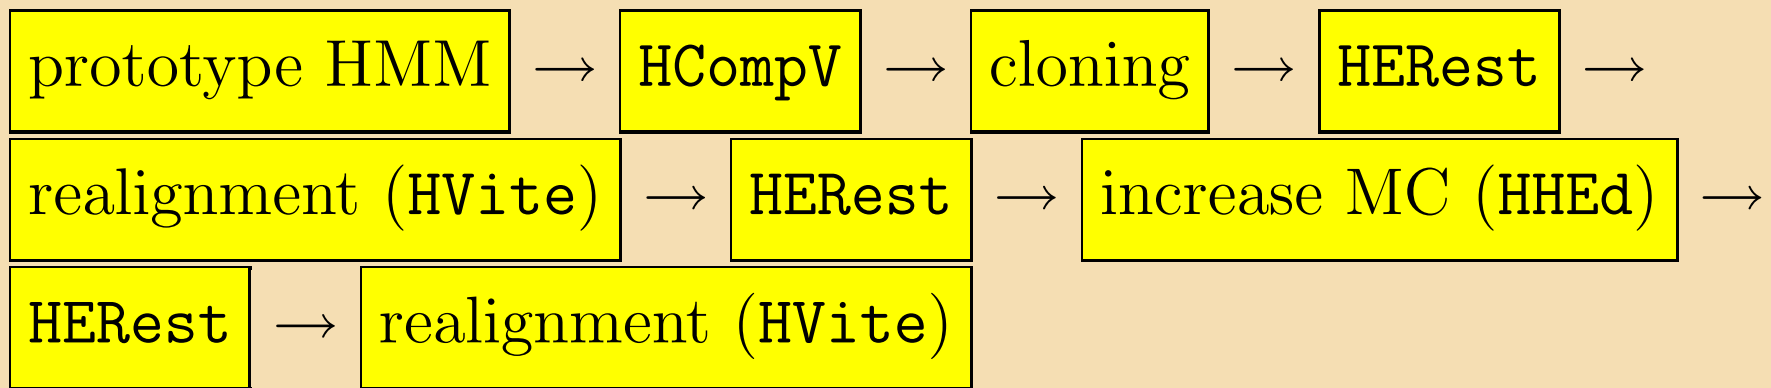 prototype HMM → HCompV → cloning → HERest →
realignment (HVite) → HERest → increase MC (HHEd) →
HERest → realignment (HVite)